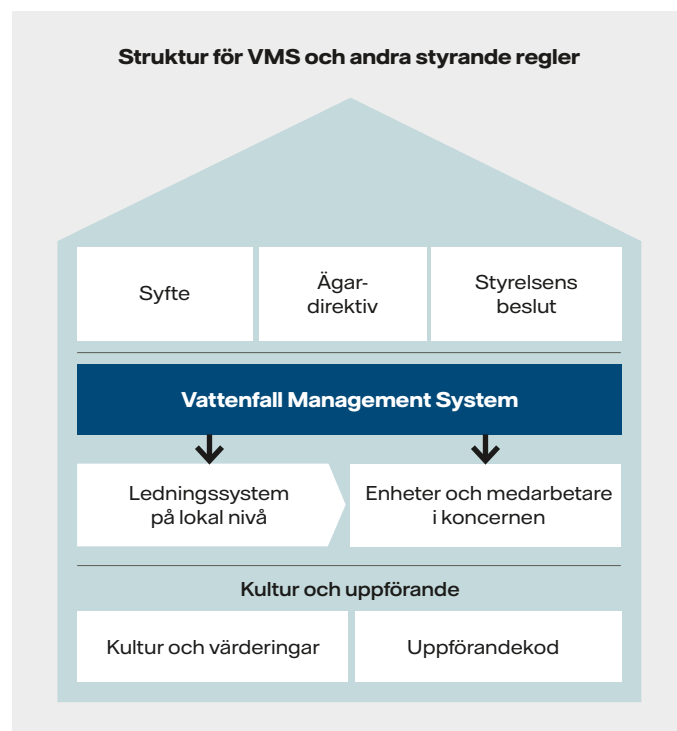 Struktur för VMS och andra styrande regler
Syfte
Ägar-
direktiv
Styrelsens
beslut
Vattenfall Management System
Ledningssystem
på lokal nivå
Enheter och medarbetare
i koncernen
Kultur och uppförande
Kultur och värderingar
Uppförandekod